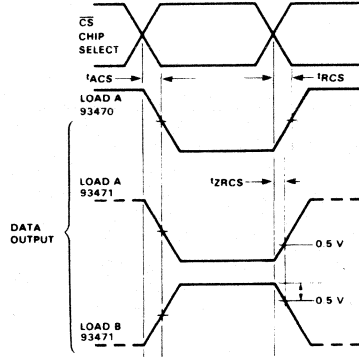 CS
CHIP
SELECT
tACS
tRCS
LOAD A
93470
LOAD A
93471
tZRCS
DATA
OUTPUT
0.5 V
0.5 V
LOAD B
93471